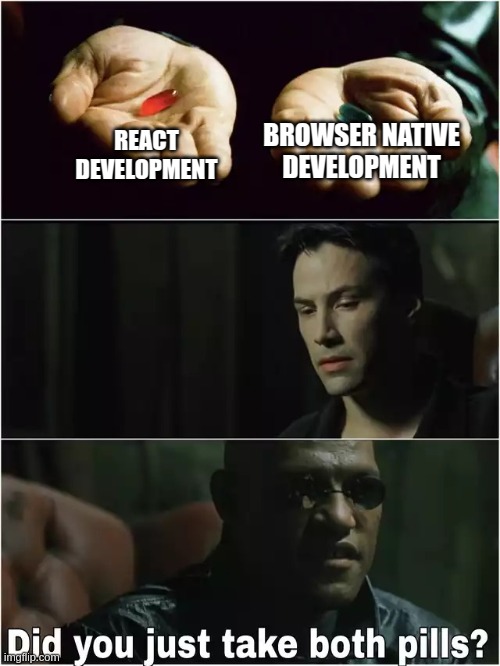 REACT
DEVELOPMENT
BROWSER NATIVE
DEVELOPMENT
Did you just take both pills?
imgflip.com